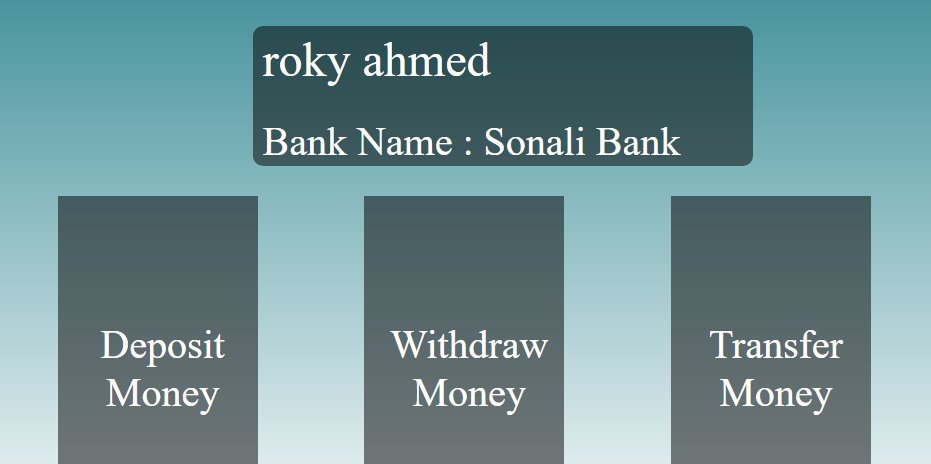 roky ahmed
Bank Name : Sonali Bank
Deposit
Money
Withdraw
Money
Transfer
Money